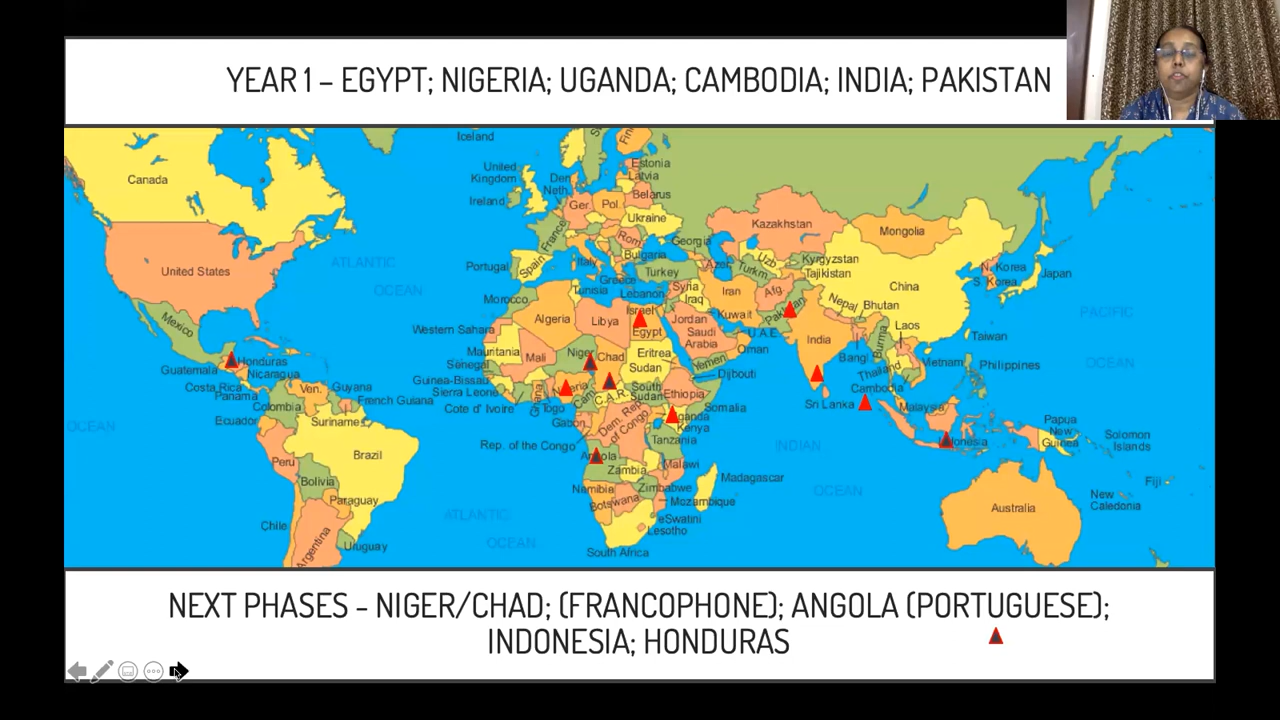 YEAR 1 – EGYPT; NIGERIA; UGANDA; CAMBODIA; INDIA; PAKISTAN
Iceland
Fin
United
Kingdom
Den.
Neth.
Estonia
Latvia
Canada
Ireland
Ger.
Pol.
Belarus
Ukraine
Kazakhstan
Mongolia
France
Rom.
Georgia
Bulgaria
Azer.
Uzb
Turkm.
Kyrgyzstan
Tajikistan
N. Korea
S. Korea
Japan
ATLANTIC
OCEAN
United States
Portugal
Spain
Italy
Greece
Turkey
Tunisia
Lebanon
Syria
Iraq
Iran
Afg.
China
Morocco
Israel
Jordan
Kuwait
Nepal
Bhutan
PACIFIC
OCEAN
Mexico
Western Sahara
Algeria
Libya
Egypt
Saudi
Arabia
U.A.E.
Oman
India
Burma
Laos
Taiwan
Guatemala
Honduras
Nicaragua
Mauritania
Senegal
Mali
Niger
Chad
Eritrea
Sudan
Yemen
Djibouti
Bangl
Thailand
Vietnam
Philippines
Costa Rica
Panama
Ven.
Guyana
French Guiana
Guinea-Bissau
Sierra Leone
Cote d' Ivoire
Ghana
Togo
C.A.R.
South
Sudan
Ethiopia
Somalia
Sri Lanka
Cambodia
Malaysia
Colombia
Suriname
Ecuador
Gabon
Rep. of the Congo
Dem. Rep.
of Congo
Kenya
Tanzania
INDIAN
OCEAN
Papua
New
Guinea
Solomon
Islands
OCEAN
Peru
Brazil
Zambia
Malawi
Madagascar
Bolivia
Namibia
Botswana
Zimbabwe
Mozambique
Fiji
New
Caledonia
Paraguay
Chile
Argentina
Uruguay
ATLANTIC
OCEAN
eSwatini
Lesotho
South Africa
Australia
NEXT PHASES – NIGER/CHAD; (FRANCOPHONE); ANGOLA (PORTUGUESE);
INDONESIA; HONDURAS